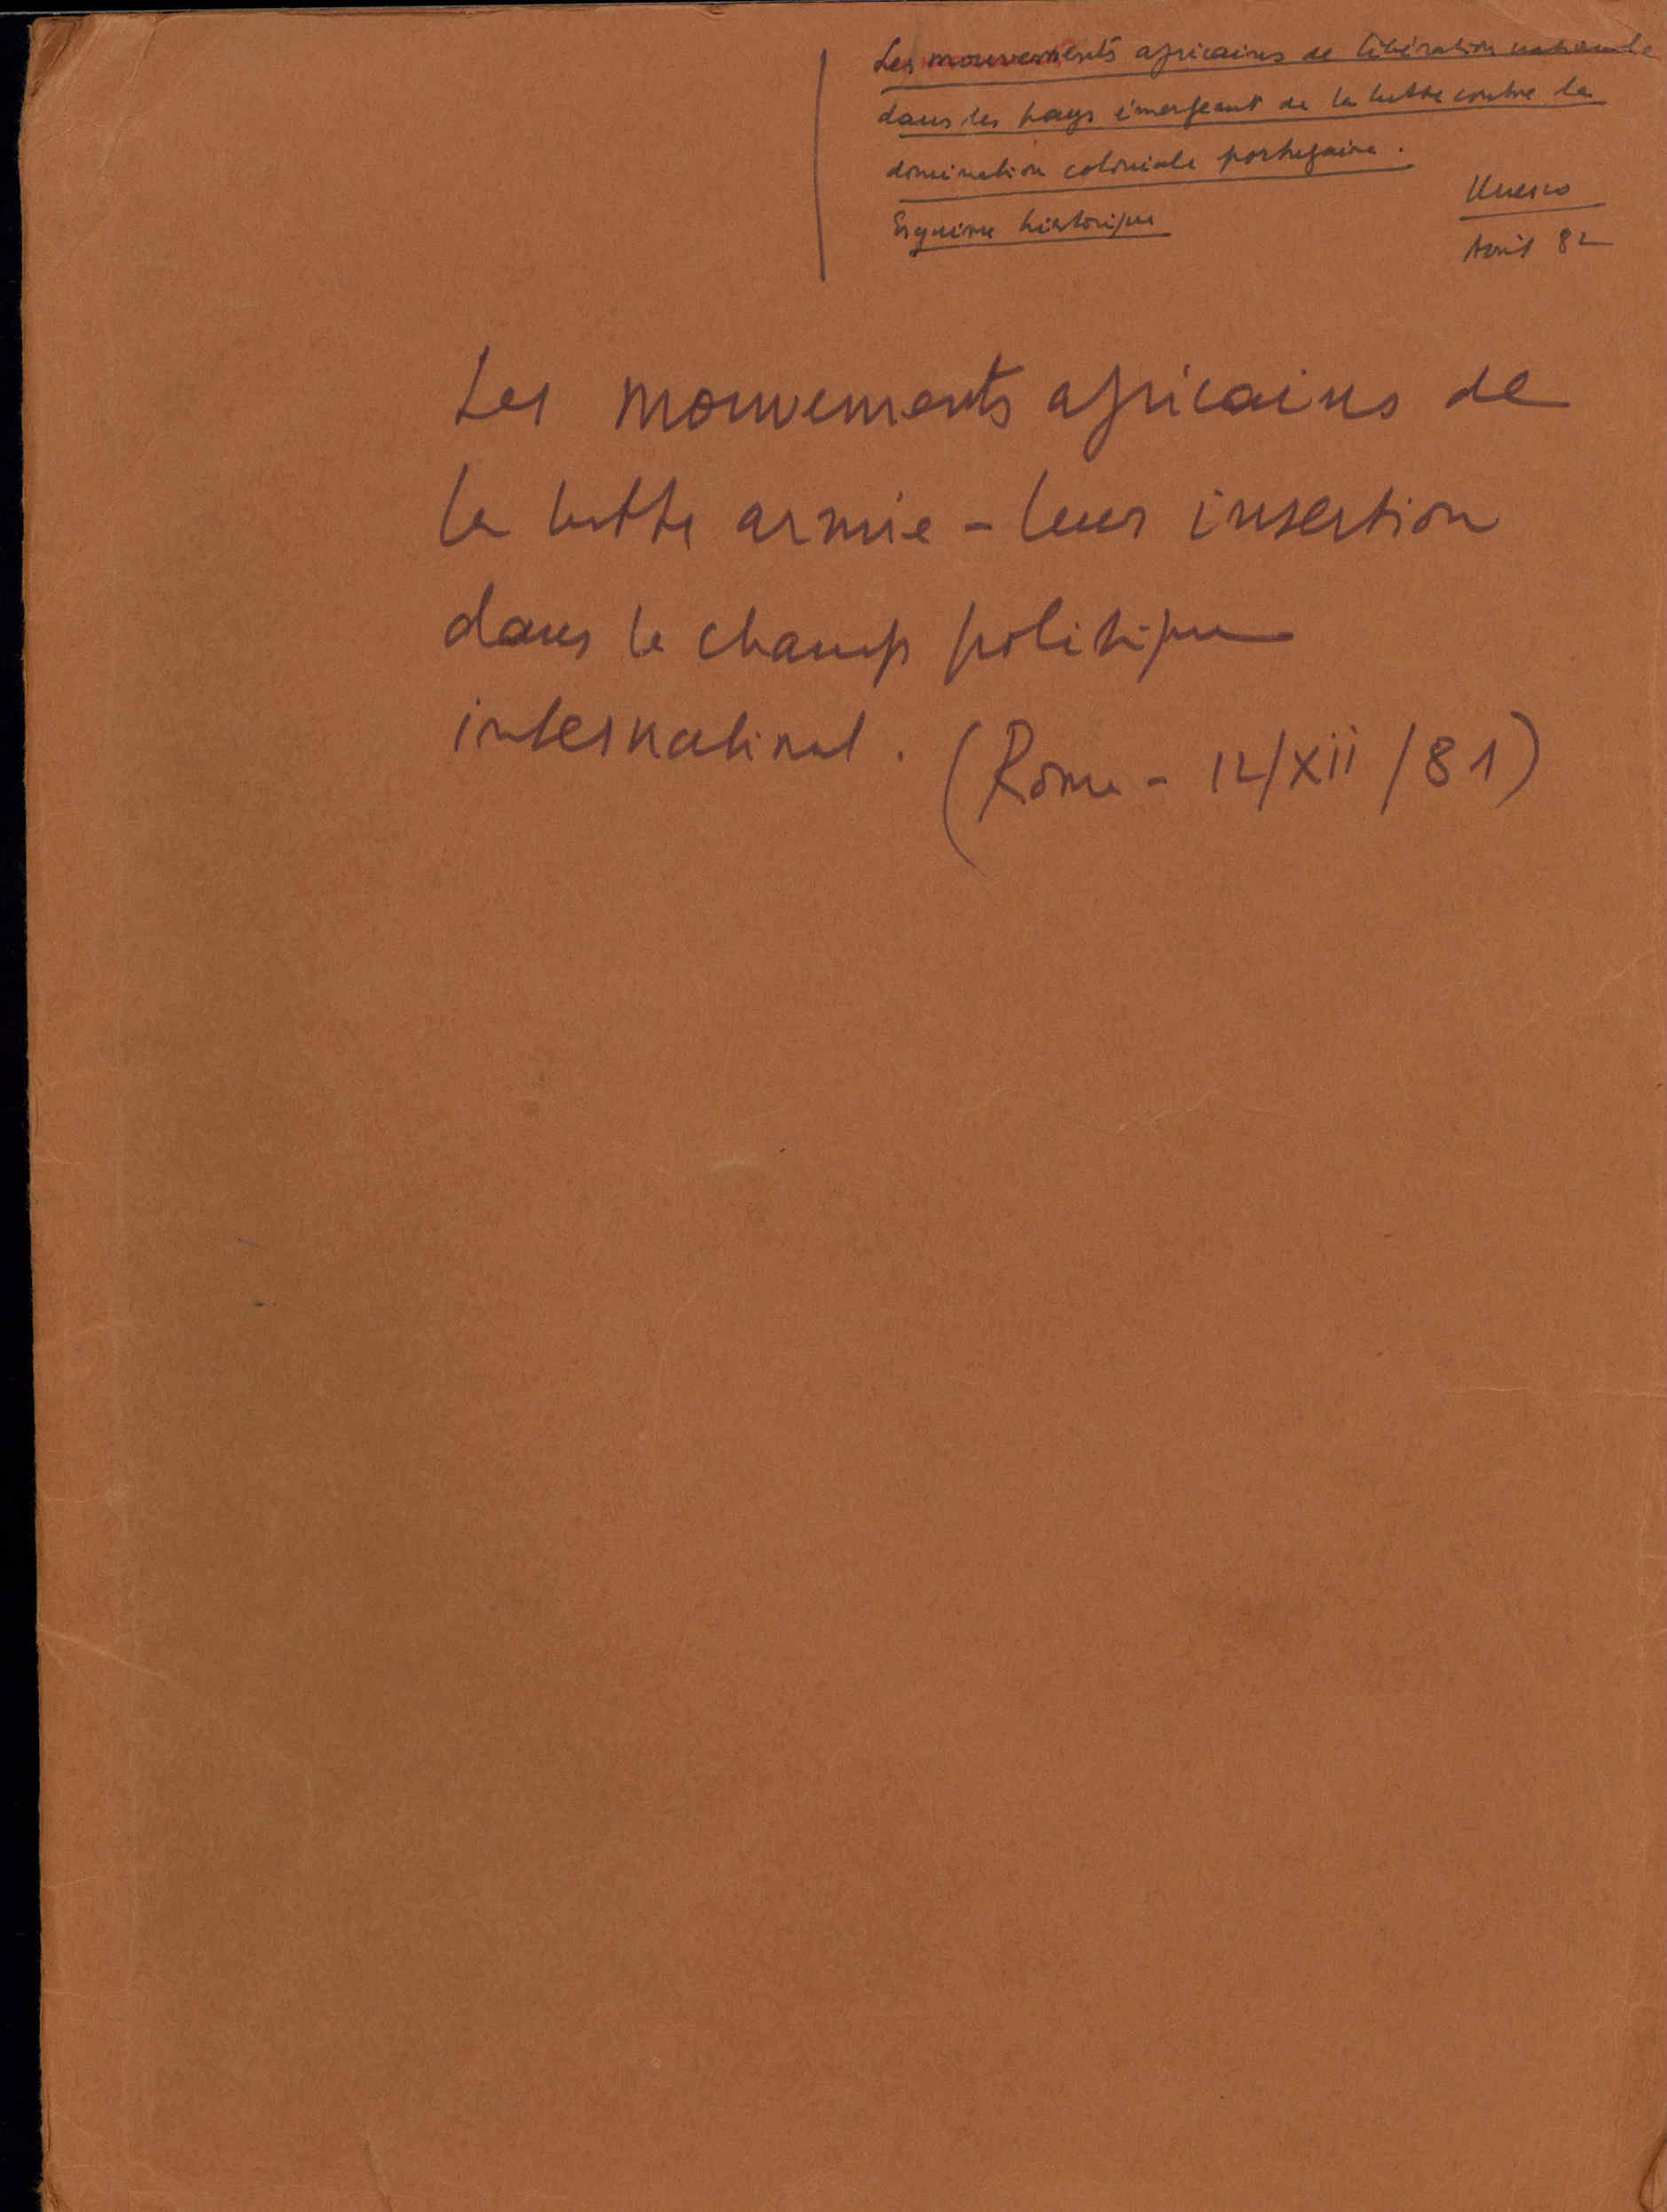 Les mouvements africains de libération nationale
dans les pays émergeant de la lutte contre la
domination coloniale portugaise.
Esquisse historique
Unesco
Avril 82
Les mouvements africains de
la lutte armée - leur insertion
dans le champ politique
international. (Rome - 12/XII/81)